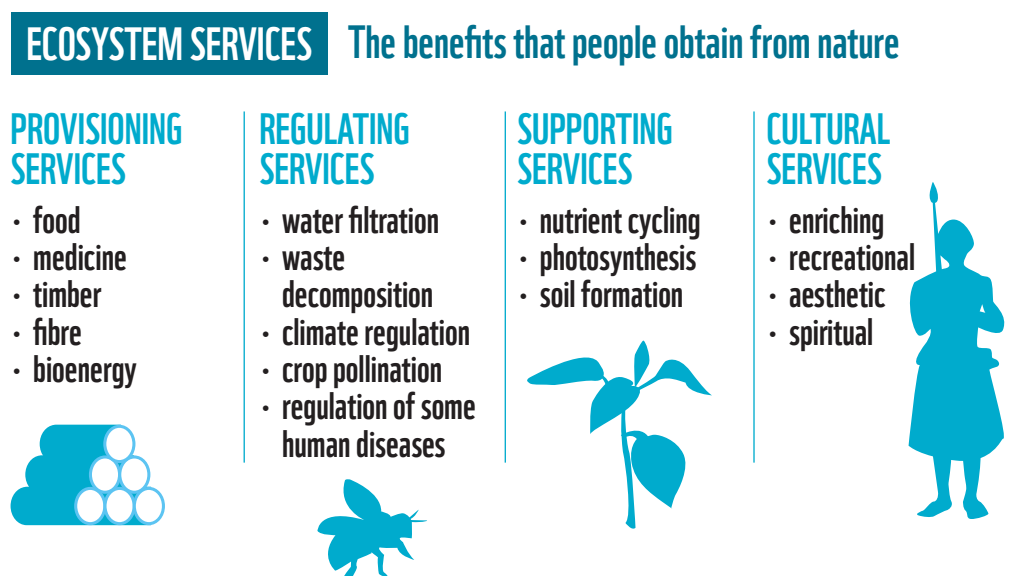 ECOSYSTEM SERVICES
The benefits that people obtain from nature
PROVISIONING
SERVICES
· food
· medicine
· timber
· fibre
· bioenergy
REGULATING
SERVICES
· water filtration
· waste
decomposition
· climate regulation
· crop pollination
· regulation of some
human diseases
SUPPORTING
SERVICES
· nutrient cycling
· photosynthesis
· soil formation
CULTURAL
SERVICES
· enriching
· recreational
· aesthetic
· spiritual